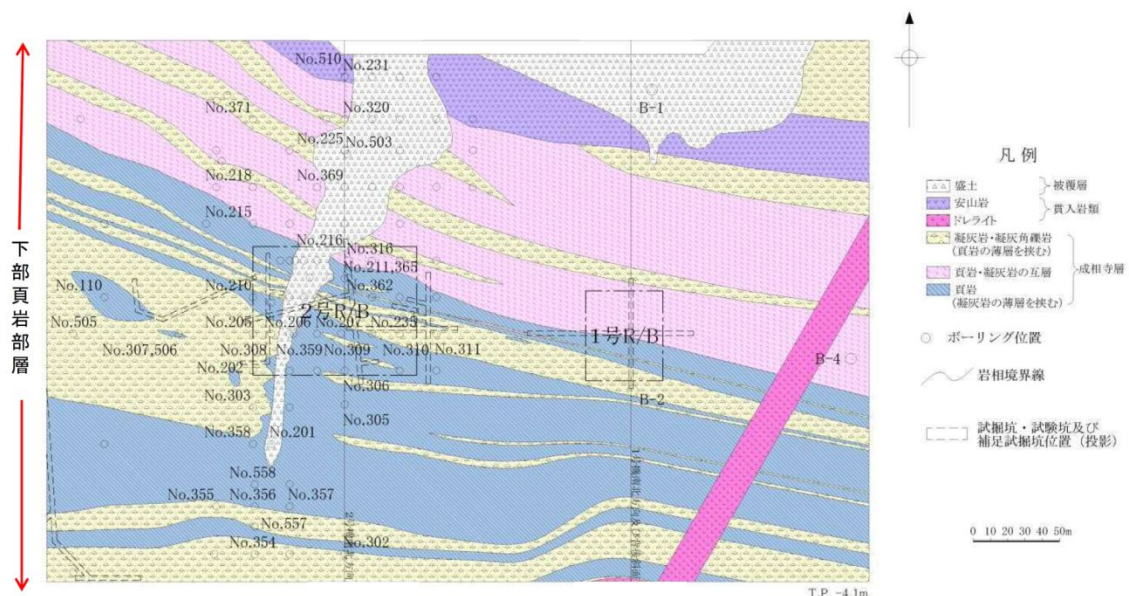 下部頁岩部層
No.510
No.231
No.371
No.320
B-1
No.225
No.503
No.218
No.369
No.215
No.216
No.316
No.211,365
No.110
No.210
No.362
2号R/B
No.505
No.205
No.206
No.207
No.235
1号R/B
No.307,506
No.308
No.359
No.309
No.310
No.311
B-4
No.202
No.306
No.303
B-2
No.305
No.358
No.201
No.558
No.355
No.356
No.357
No.557
No.354
No.302
T.P. -4.1m
凡例
盛土
被覆層
安山岩
貫入岩類
ドレライト
凝灰岩・凝灰角礫岩
(頁岩の薄層を挟む)
頁岩・凝灰岩の互層
成相寺層
頁岩
(凝灰岩の薄層を挟む)
ボーリング位置
岩相境界線
試掘坑・試験坑及び
補足試掘坑位置(投影)
0 10 20 30 40 50m